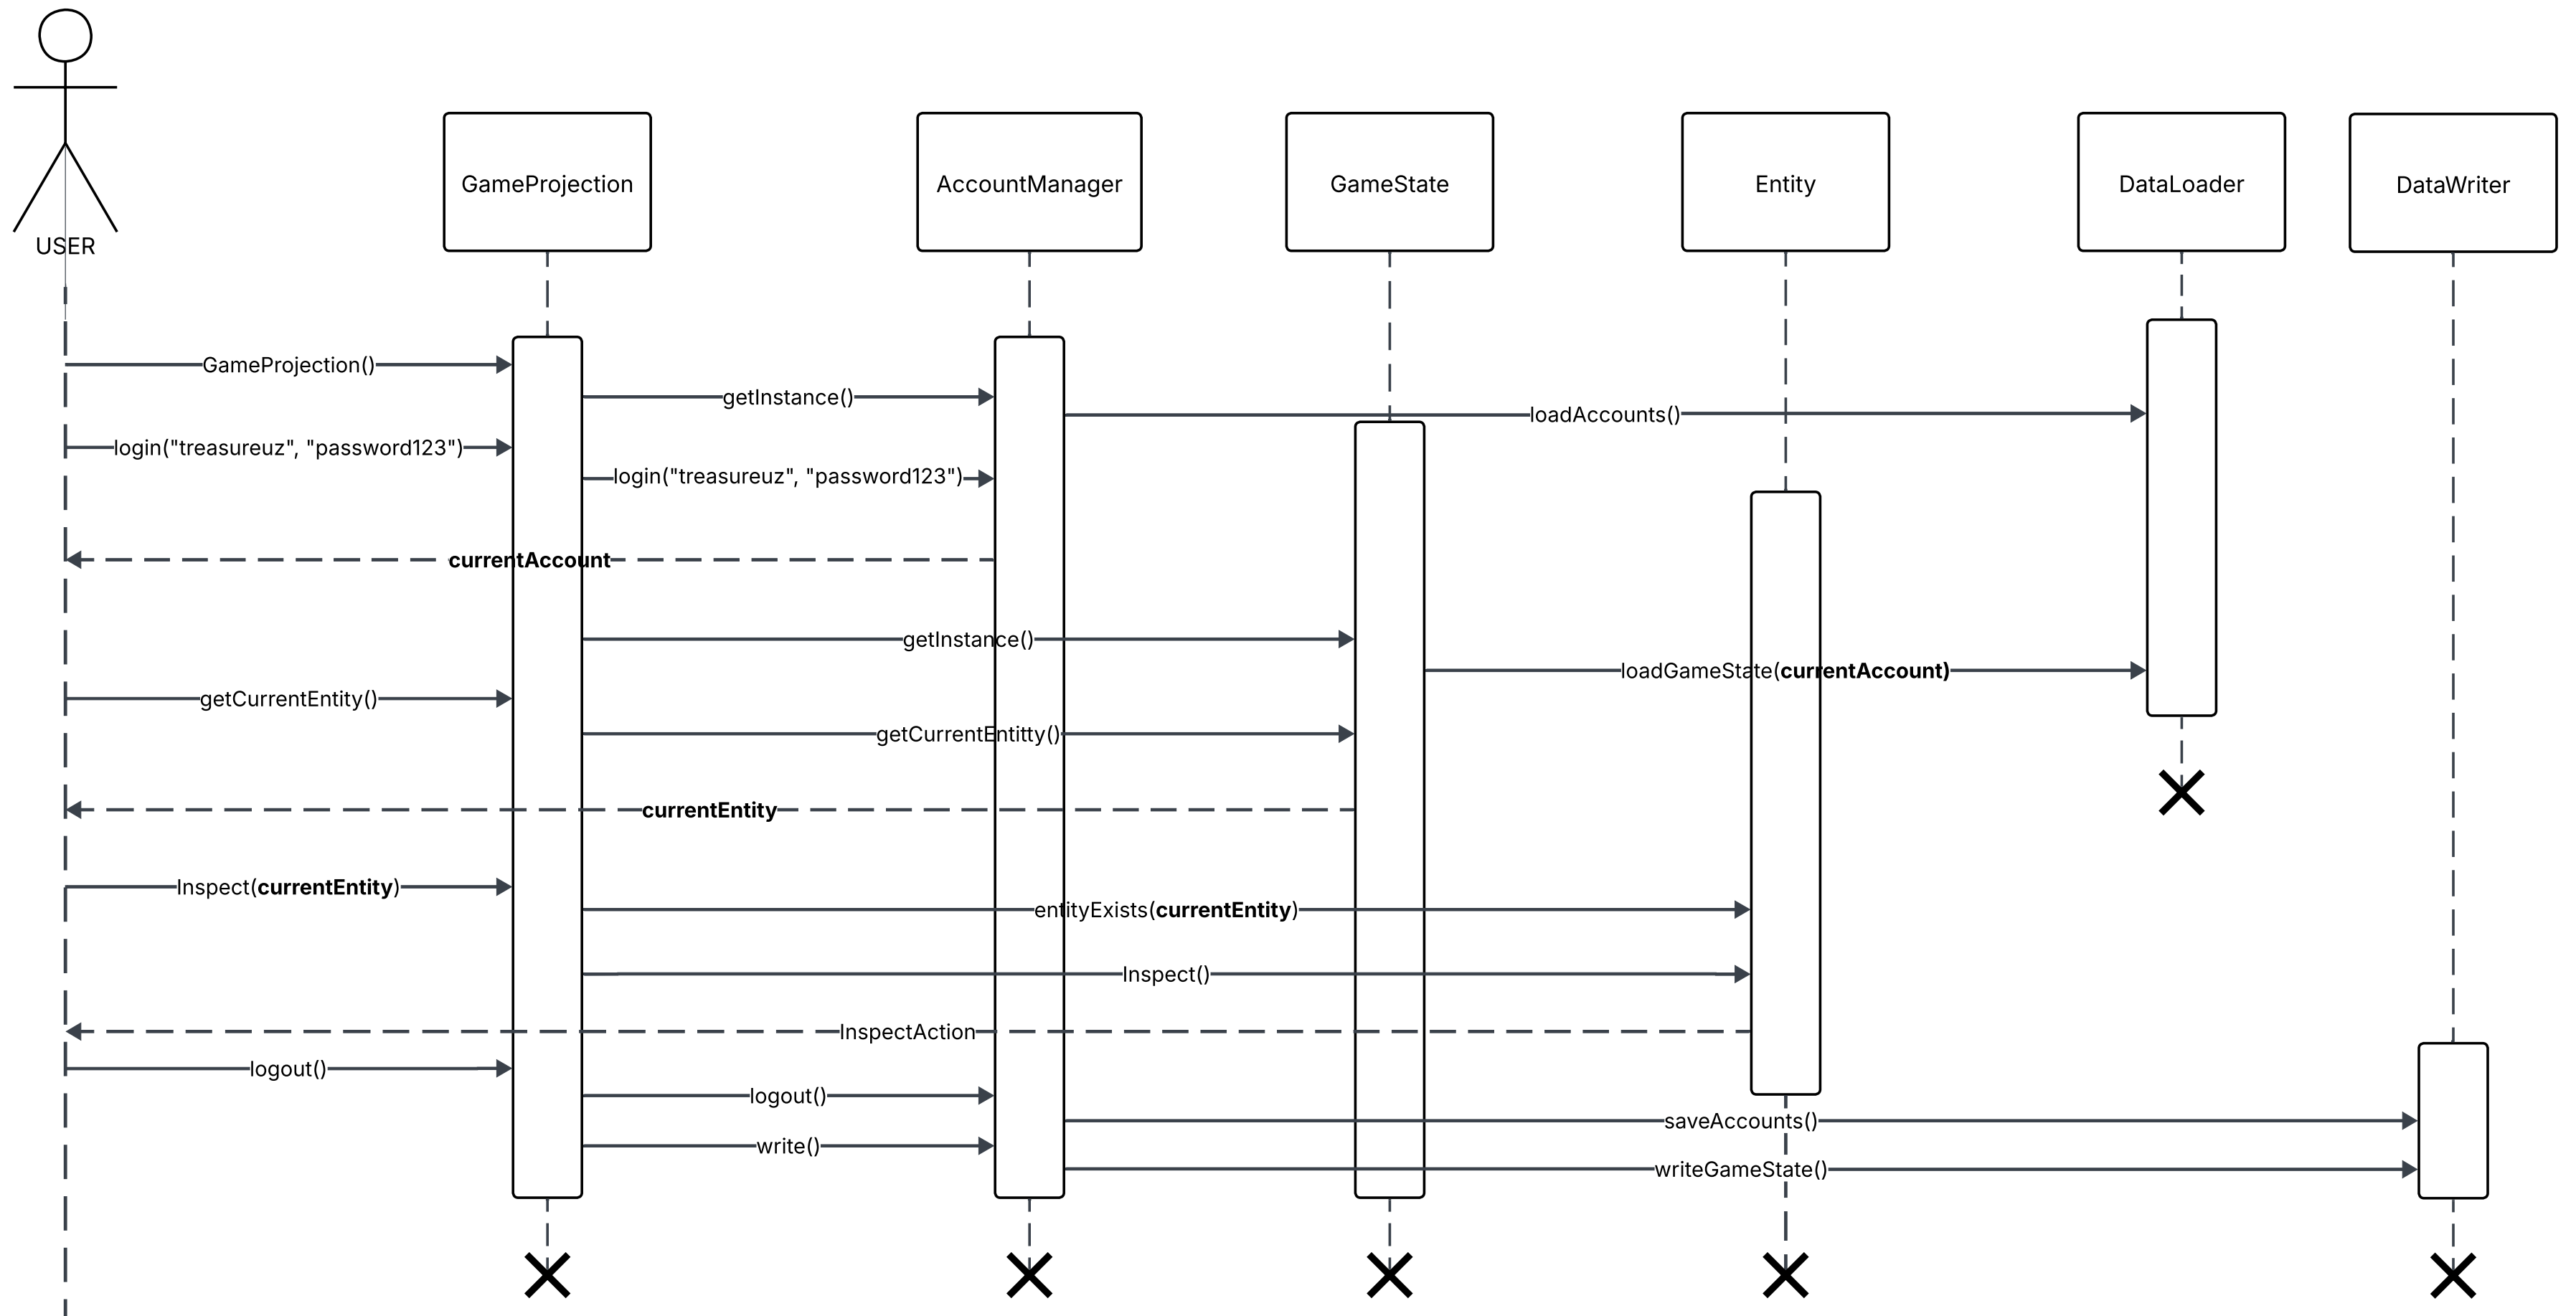 USER
GameProjection
AccountManager
GameState
Entity
DataLoader
DataWriter
GameProjection()
getInstance()
loadAccounts()
login("treasureuz", "password123")
login("treasureuz", "password123")
currentAccount
getInstance()
loadGameState(currentAccount)
getCurrentEntity()
getCurrentEntitty()
currentEntity
Inspect(currentEntity)
entityExists(currentEntity)
Inspect()
InspectAction
logout()
logout()
saveAccounts()
write()
writeGameState()